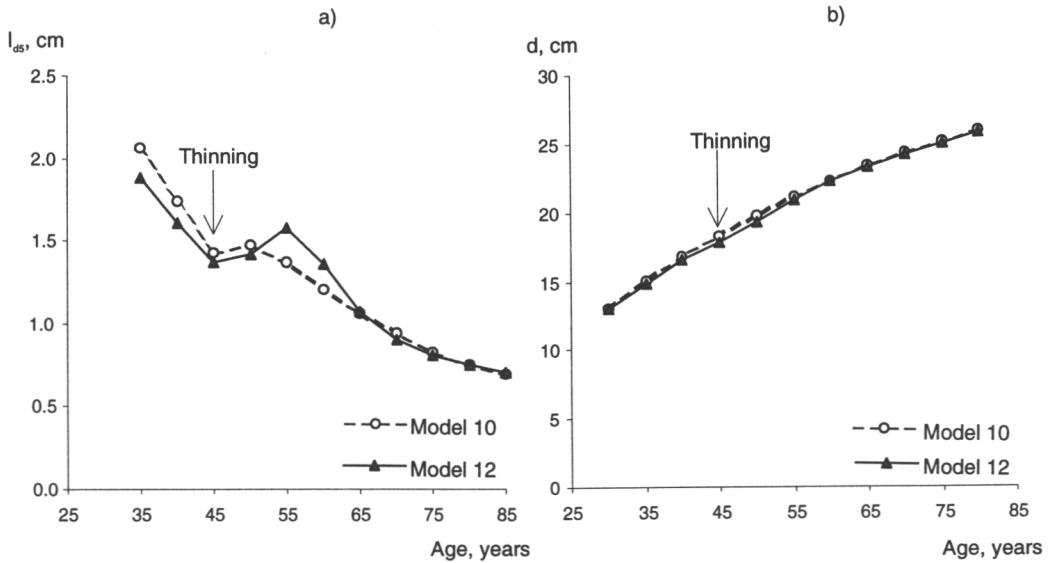 a)
I_d5, cm
2.5
2.0
1.5
1.0
0.5
0.0
Thinning
Model 10
Model 12
25 35 45 55 65 75 85
Age, years
b)
d, cm
30
25
20
15
10
5
0
Thinning
Model 10
Model 12
25 35 45 55 65 75 85
Age, years